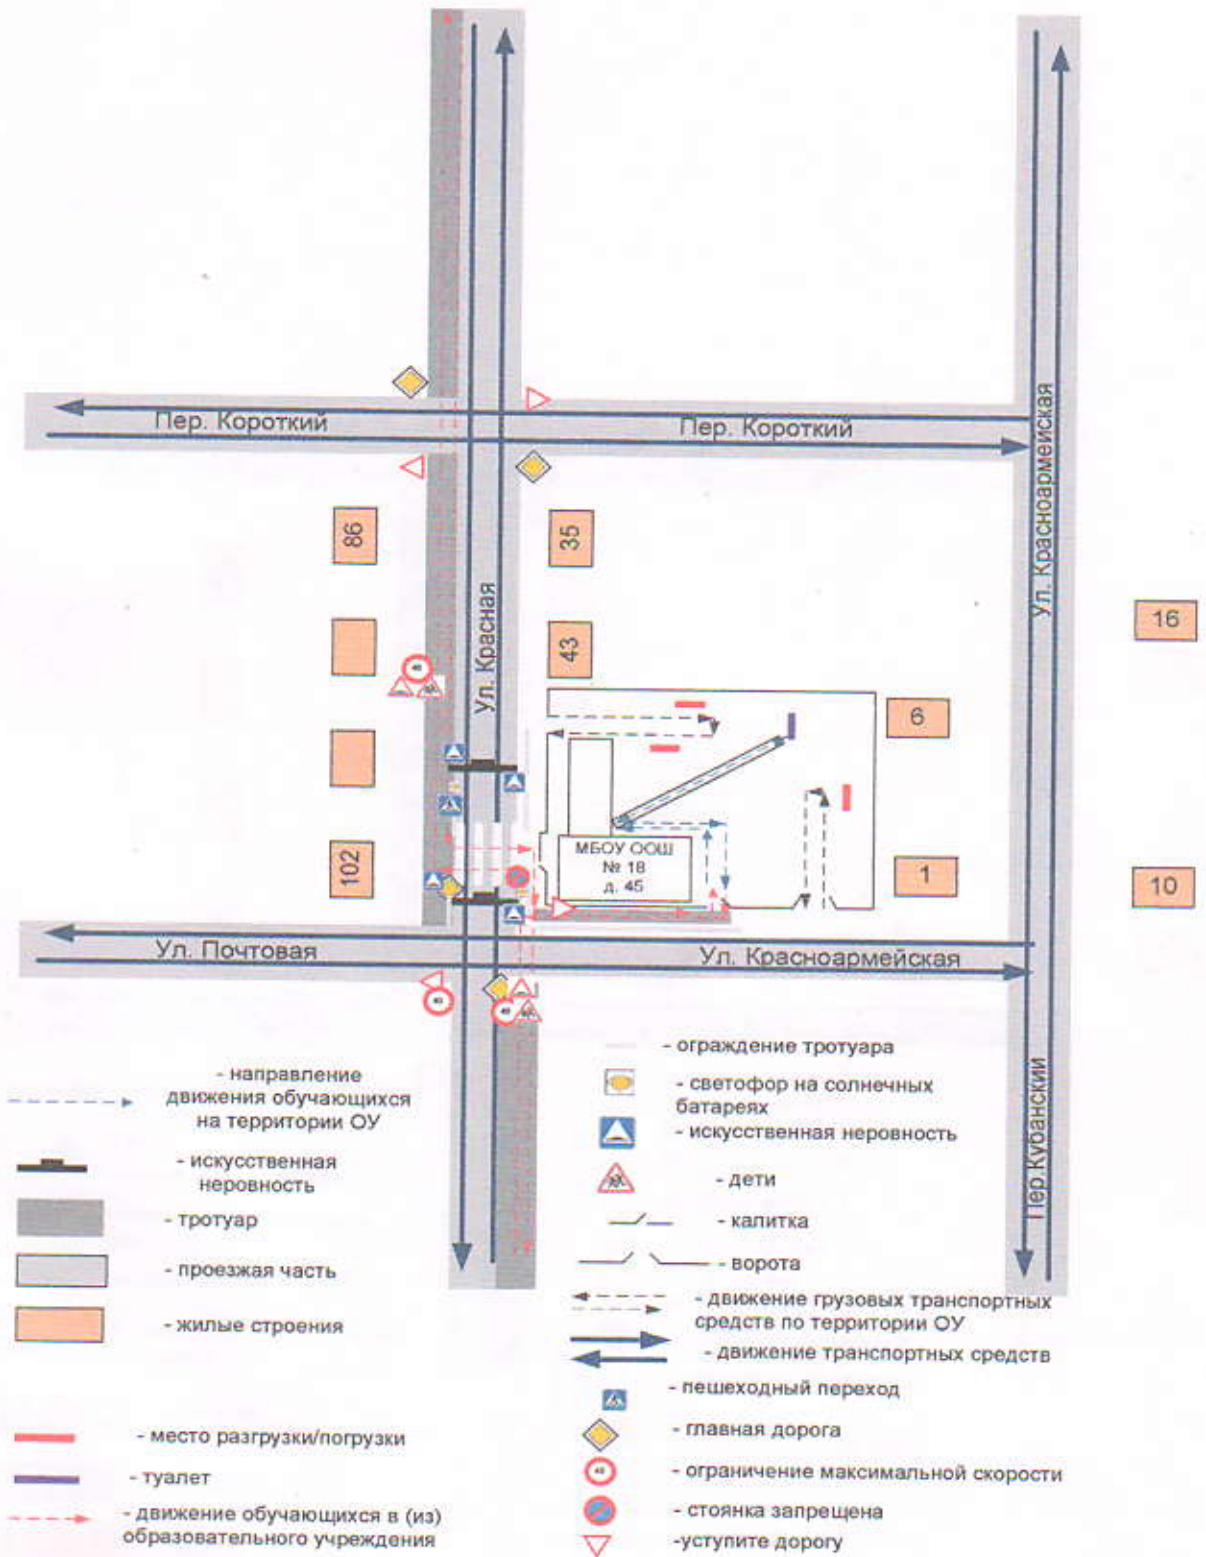 Пер. Короткий
Пер. Короткий
Ул. Красноармейская
86
35
16
Ул. Красная
43
40
6
МБОУ ООШ
№ 18
д. 45
102
1
10
Ул. Почтовая
Ул. Красноармейская
40
40
Пер.Кубанский
- направление
движения обучающихся
на территории ОУ
- искусственная
неровность
- тротуар
- проезжая часть
- жилые строения
- место разгрузки/погрузки
- туалет
- движение обучающихся в (из)
образовательного учреждения
- ограждение тротуара
- светофор на солнечных
батареях
- искусственная неровность
- дети
- калитка
- ворота
- движение грузовых транспортных
средств по территории ОУ
- движение транспортных средств
- пешеходный переход
- главная дорога
40
- ограничение максимальной скорости
- стоянка запрещена
-уступите дорогу